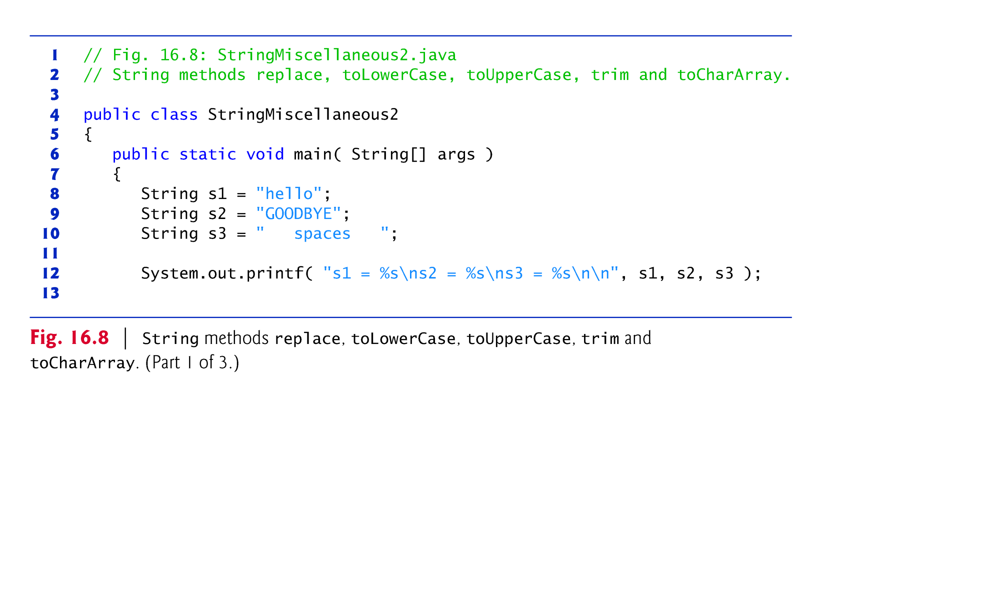 1 // Fig. 16.8: StringMiscellaneous2.java
2 // String methods replace, toLowerCase, toUpperCase, trim and toCharArray.
3
4 public class StringMiscellaneous2
5 {
6    public static void main( String[] args )
7    {
8       String s1 = "hello";
9       String s2 = "GOODBYE";
10       String s3 = "   spaces   ";
11
12       System.out.printf( "s1 = %s\ns2 = %s\ns3 = %s\n\n", s1, s2, s3 );
13
Fig. 16.8 | String methods replace, toLowerCase, toUpperCase, trim and
toCharArray. (Part 1 of 3.)